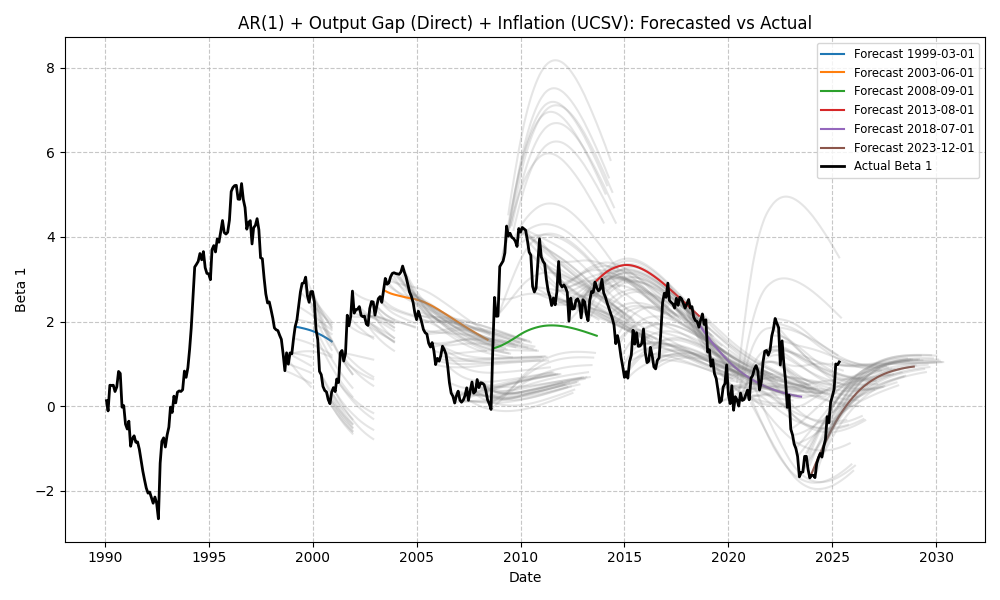 AR(1) + Output Gap (Direct) + Inflation (UCSV): Forecasted vs Actual
Forecast 1999-03-01
Forecast 2003-06-01
Forecast 2008-09-01
Forecast 2013-08-01
Forecast 2018-07-01
Forecast 2023-12-01
Actual Beta 1
Beta 1
8
6
4
2
0
−2
1990 1995 2000 2005 2010 2015 2020 2025 2030
Date